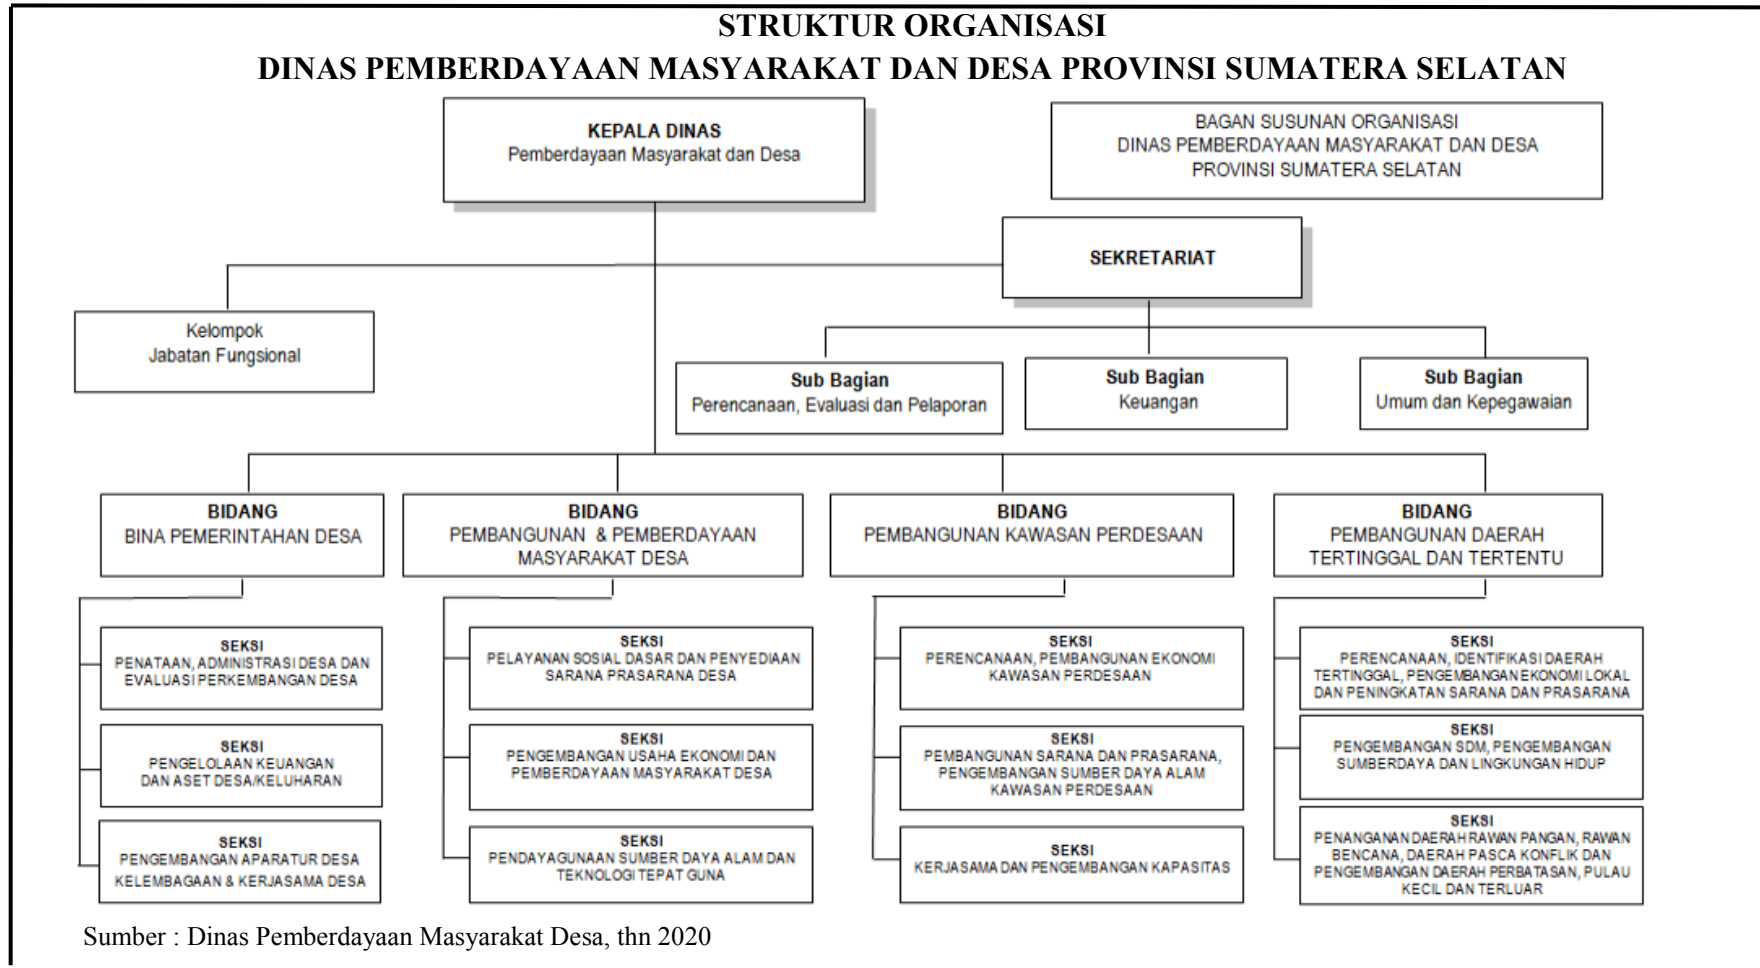 STRUKTUR ORGANISASI
DINAS PEMBERDAYAAN MASYARAKAT DAN DESA PROVINSI SUMATERA SELATAN
KEPALA DINAS
Pemberdayaan Masyarakat dan Desa
BAGAN SUSUNAN ORGANISASI
DINAS PEMBERDAYAAN MASYARAKAT DAN DESA
PROVINSI SUMATERA SELATAN
SEKRETARIAT
Kelompok
Jabatan Fungsional
Sub Bagian
Perencanaan, Evaluasi dan Pelaporan
Sub Bagian
Keuangan
Sub Bagian
Umum dan Kepegawaian
BIDANG
BINA PEMERINTAHAN DESA
BIDANG
PEMBANGUNAN & PEMBERDAYAAN
MASYARAKAT DESA
BIDANG
PEMBANGUNAN KAWASAN PERDESAAN
BIDANG
PEMBANGUNAN DAERAH
TERTINGGAL DAN TERTENTU
SEKSI
PENATAAN, ADMINISTRASI DESA DAN
EVALUASI PERKEMBANGAN DESA
SEKSI
PELAYANAN SOSIAL DASAR DAN PENYEDIAAN
SARANA PRASARANA DESA
SEKSI
PERENCANAAN, PEMBANGUNAN EKONOMI
KAWASAN PERDESAAN
SEKSI
PERENCANAAN, IDENTIFIKASI DAERAH
TERTINGGAL, PENGEMBANGAN EKONOMI LOKAL
DAN PENINGKATAN SARANA DAN PRASARANA
SEKSI
PENGELOLAAN KEUANGAN
DAN ASET DESA/KELUHARAN
SEKSI
PENGEMBANGAN USAHA EKONOMI DAN
PEMBERDAYAAN MASYARAKAT DESA
SEKSI
PEMBANGUNAN SARANA DAN PRASARANA,
PENGEMBANGAN SUMBER DAYA ALAM
KAWASAN PERDESAAN
SEKSI
PENGEMBANGAN SDM, PENGEMBANGAN
SUMBERDAYA DAN LINGKUNGAN HIDUP
SEKSI
PENGEMBANGAN APARATUR DESA
KELEMBAGAAN & KERJASAMA DESA
SEKSI
PENDAYAGUNAAN SUMBER DAYA ALAM DAN
TEKNOLOGI TEPAT GUNA
SEKSI
KERJASAMA DAN PENGEMBANGAN KAPASITAS
SEKSI
PENANGANAN DAERAH RAWAN PANGAN, RAWAN
BENCANA, DAERAH PASCA KONFLIK DAN
PENGEMBANGAN DAERAH PERBATASAN, PULAU
KECIL DAN TERLUAR
Sumber : Dinas Pemberdayaan Masyarakat Desa, thn 2020